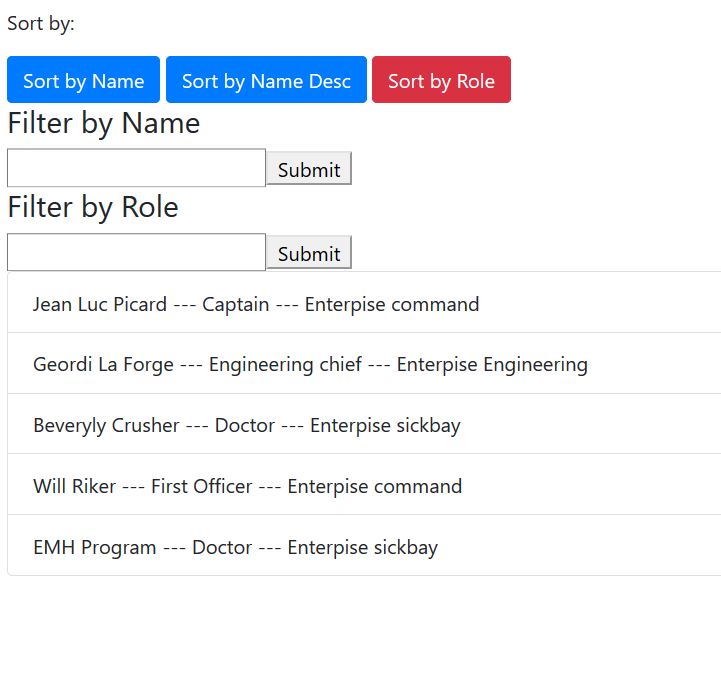 Sort by:
Sort by Name Sort by Name Desc Sort by Role
Filter by Name
Submit
Filter by Role
Submit
Jean Luc Picard --- Captain --- Enterpise command
Geordi La Forge --- Engineering chief --- Enterpise Engineering
Beveryly Crusher --- Doctor --- Enterpise sickbay
Will Riker --- First Officer --- Enterpise command
EMH Program --- Doctor --- Enterpise sickbay